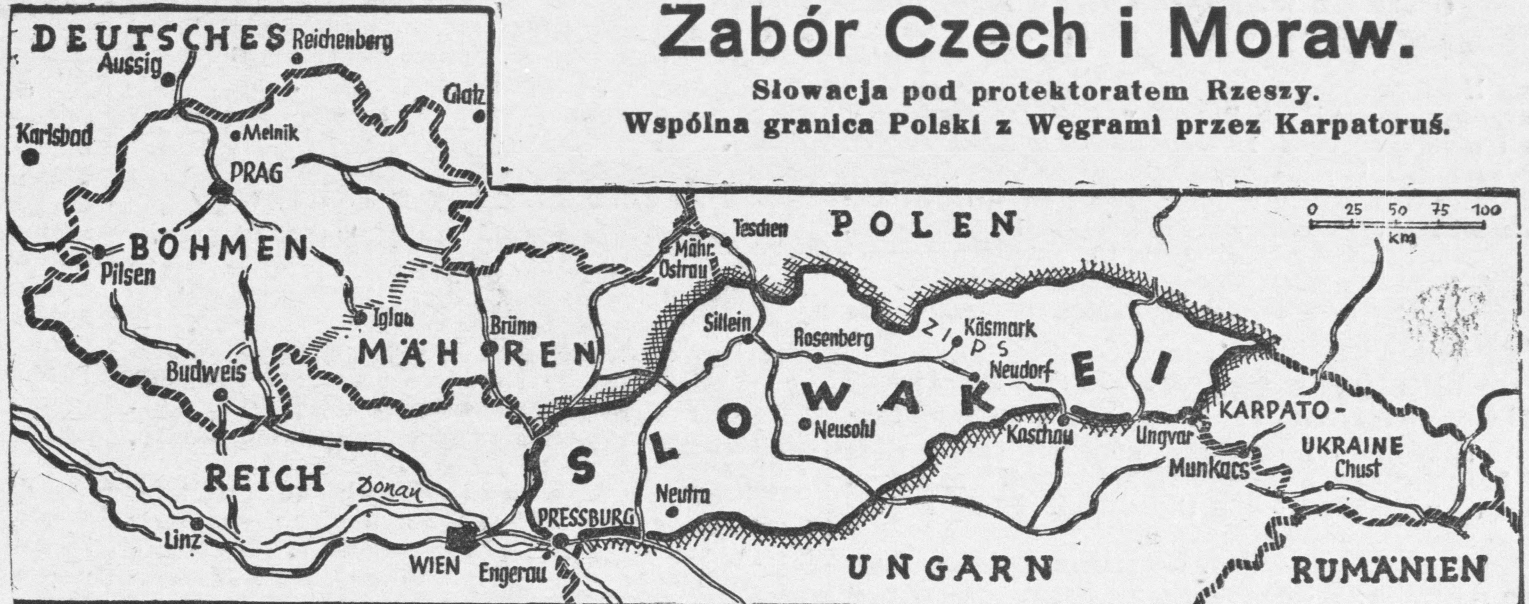 Zabór Czech i Moraw.
Słowacja pod protektoratem Rzeszy.
Wspólna granica Polski z Węgrami przez Karpatoruś.
DEUTSCHES
Reichenberg
Aussig
Glatz
Karlsbad
Melnik
PRAG
BÖHMEN
Pilsen
Iglau
Brünn
MÄHREN
Budweis
REICH
Donau
Linz
WIEN
Engerau
PRESSBURG
Mähr.
Ostrau
Teschen
POLEN
0 25 50 75 100
km
Sillein
Rosenberg
ZIPS
Käsmark
Neudorf
SLOWAKEI
Neusohl
Neutra
Kaschau
Ungvar
Munkacs
KARPATO-
UKRAINE
Chust
UNGARN
RUMÄNIEN